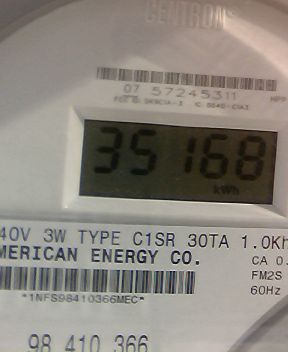 CENTRON
07 57245311
35168
kWh
40V 3W TYPE C1SR 30TA 1.0Kh
MERICAN ENERGY CO.
CA 0.
FM2S
60Hz
*1NFS98410366MEC*
98 410 366